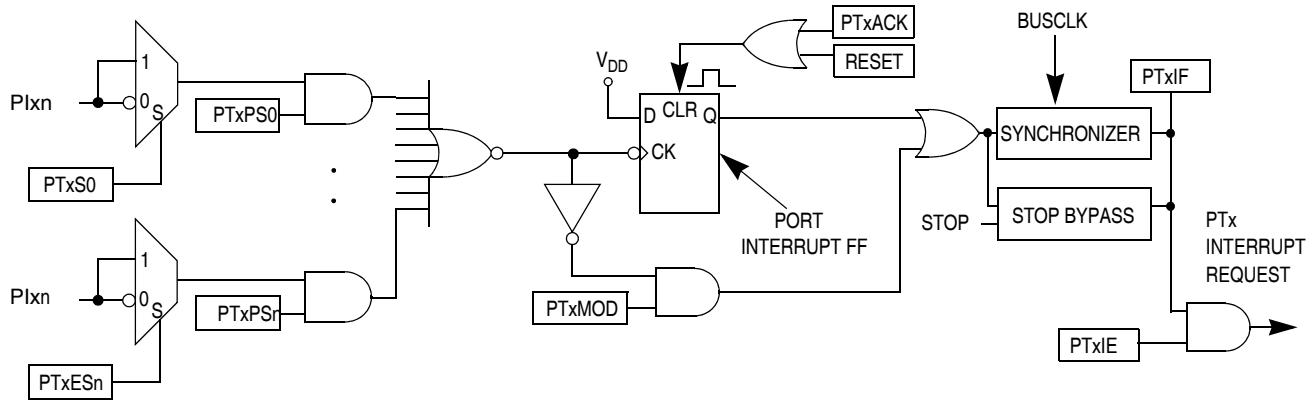 PIxn
1
0
S
PTxS0
PTxPS0
VDD
D
CLR
Q
CK
PTxACK
RESET
PORT
INTERRUPT FF
BUSCLK
SYNCHRONIZER
STOP
STOP BYPASS
PTxIF
PTx
INTERRUPT
REQUEST
PIxn
1
0
S
PTxESn
PTxPSn
PTxMOD
PTxIE